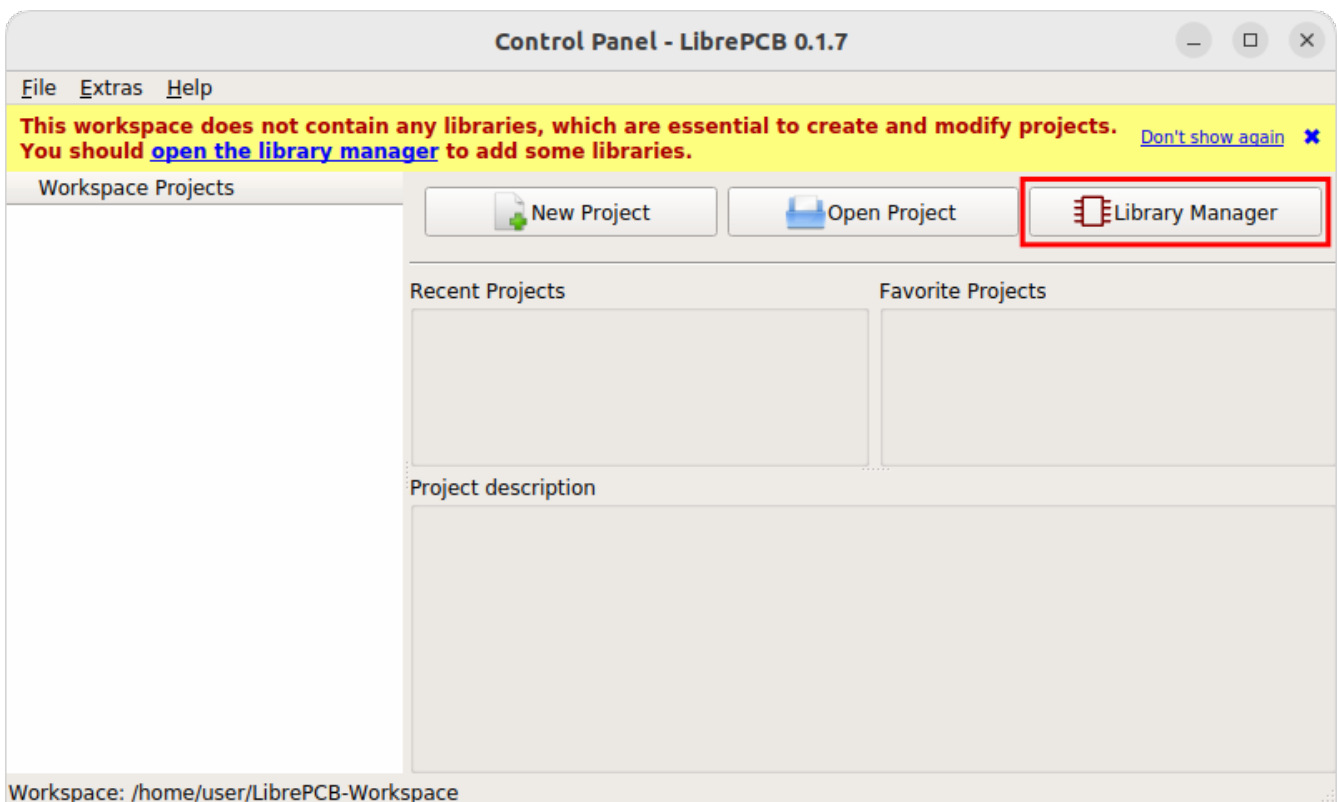 Control Panel - LibrePCB 0.1.7
File Extras Help
This workspace does not contain any libraries, which are essential to create and modify projects.
You should open the library manager to add some libraries.
Don't show again
Workspace Projects
New Project
Open Project
Library Manager
Recent Projects
Favorite Projects
Project description
Workspace: /home/user/LibrePCB-Workspace